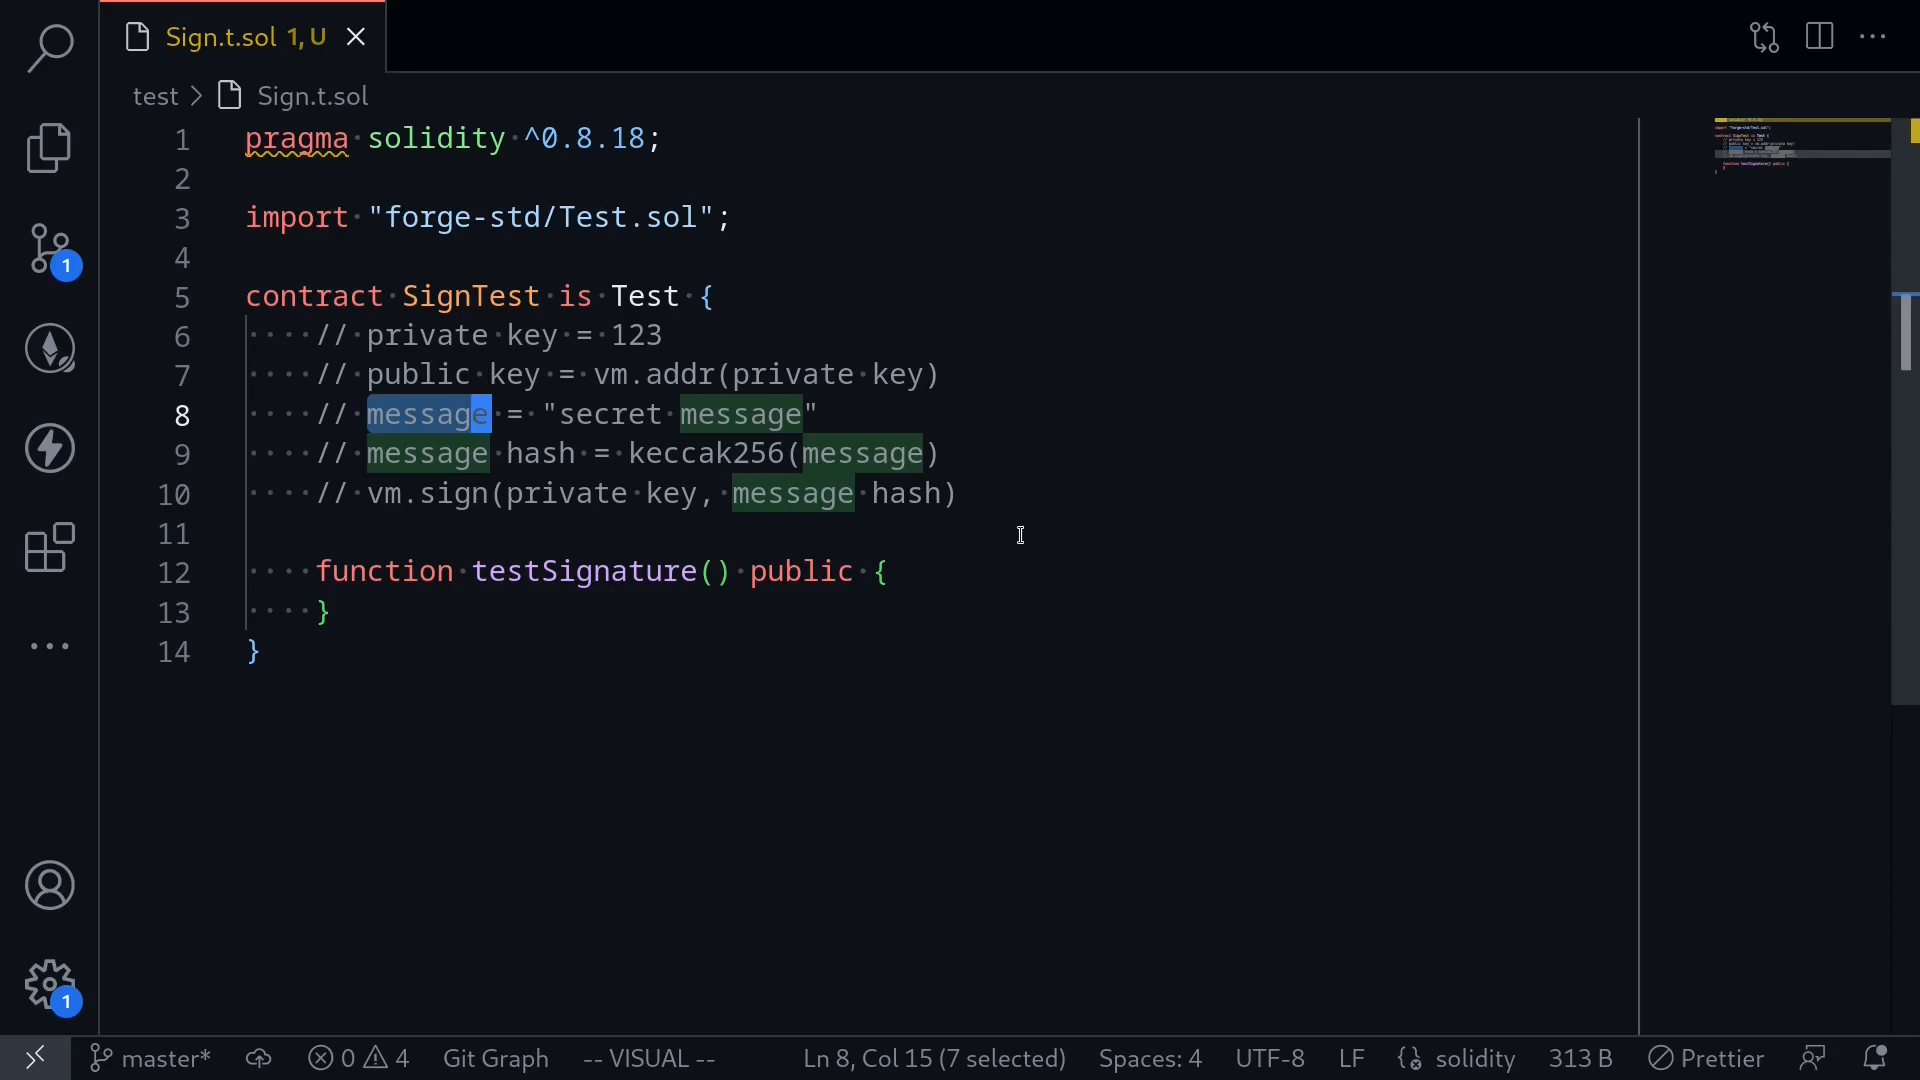 Sign.t.sol 1, U
test > Sign.t.sol
1 pragma solidity ^0.8.18;
2
3 import "forge-std/Test.sol";
4
5 contract SignTest is Test {
6 // private key = 123
7 // public key = vm.addr(private key)
8 // message = "secret message"
9 // message hash = keccak256(message)
10 // vm.sign(private key, message hash)
11
12 function testSignature() public {
13 }
14 }
1
1
master* 0 4 Git Graph -- VISUAL -- Ln 8, Col 15 (7 selected) Spaces: 4 UTF-8 LF solidity 313 B Prettier